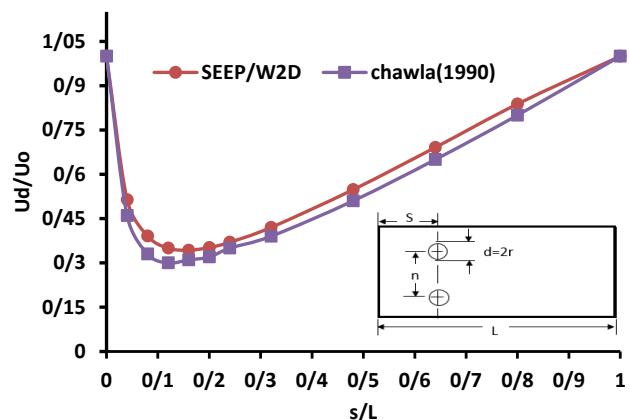 1/05
0/9
0/75
0/6
0/45
0/3
0/15
0
Ud/Uo
SEEP/W2D
chawla(1990)
S
d=2r
n
L
0 0/1 0/2 0/3 0/4 0/5 0/6 0/7 0/8 0/9 1
s/L